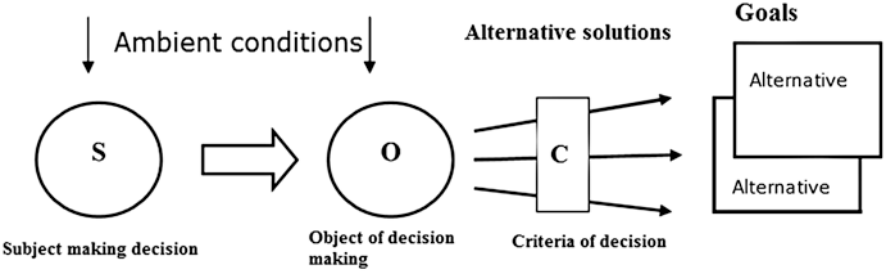 Goals
Alternative solutions
Ambient conditions
Alternative
S
O
C
Alternative
Subject making decision
Object of decision
making
Criteria of decision